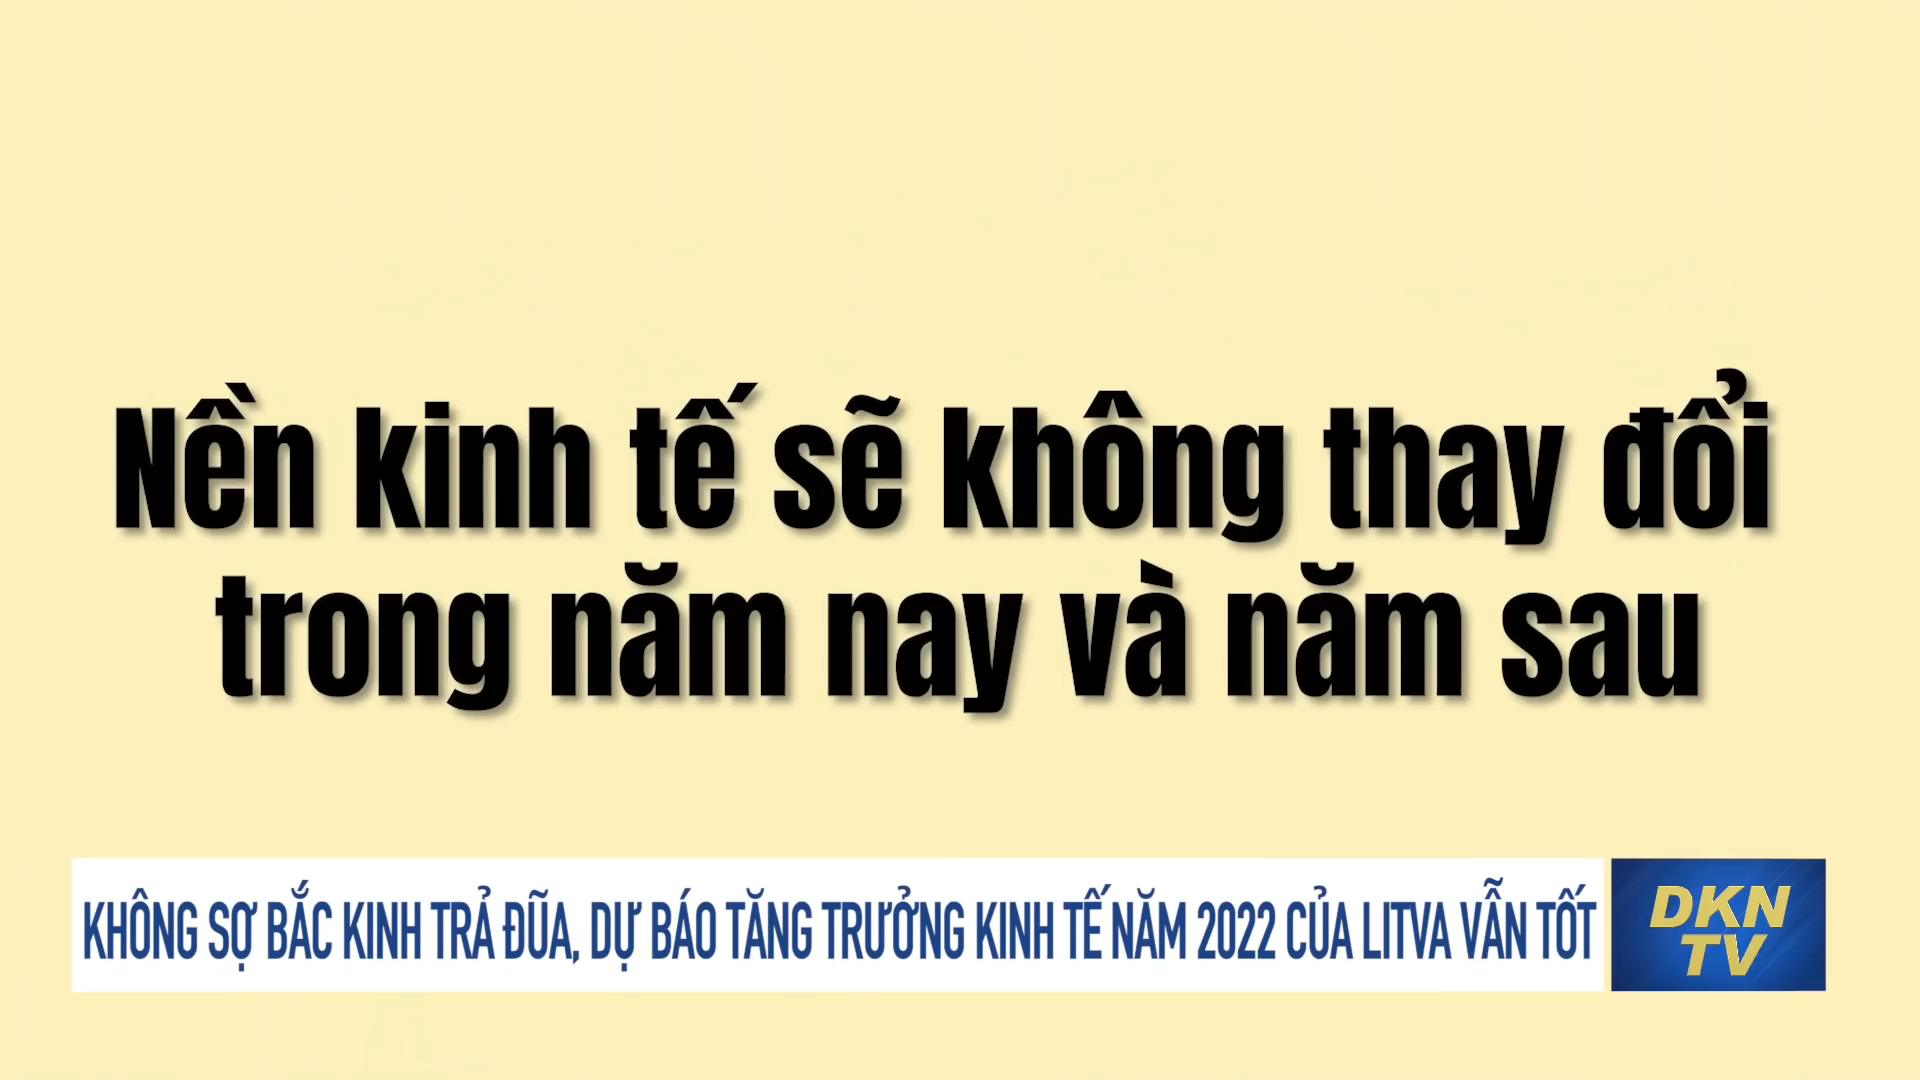 Nền kinh tế sẽ không thay đổi
trong năm nay và năm sau
KHÔNG SỢ BẮC KINH TRẢ ĐŨA, DỰ BÁO TĂNG TRƯỞNG KINH TẾ NĂM 2022 CỦA LITVA VẪN TỐT
DKN
TV